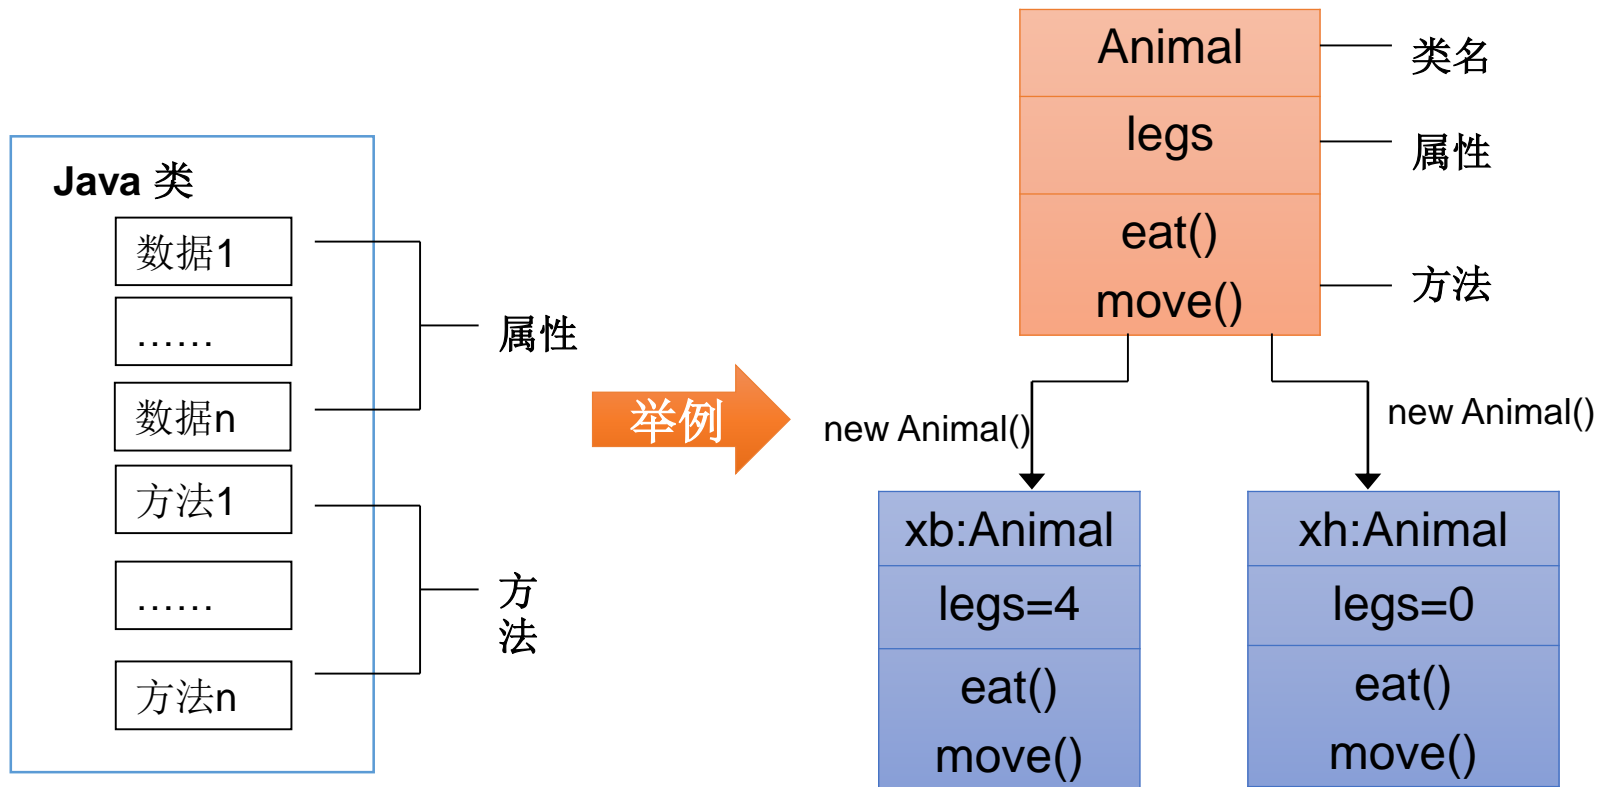 Java 类
数据1
……
数据n
方法1
……
方法n
属性
方
法
举例
Animal
legs
eat()
move()
类名
属性
方法
new Animal()
new Animal()
xb:Animal
legs=4
eat()
move()
xh:Animal
legs=0
eat()
move()